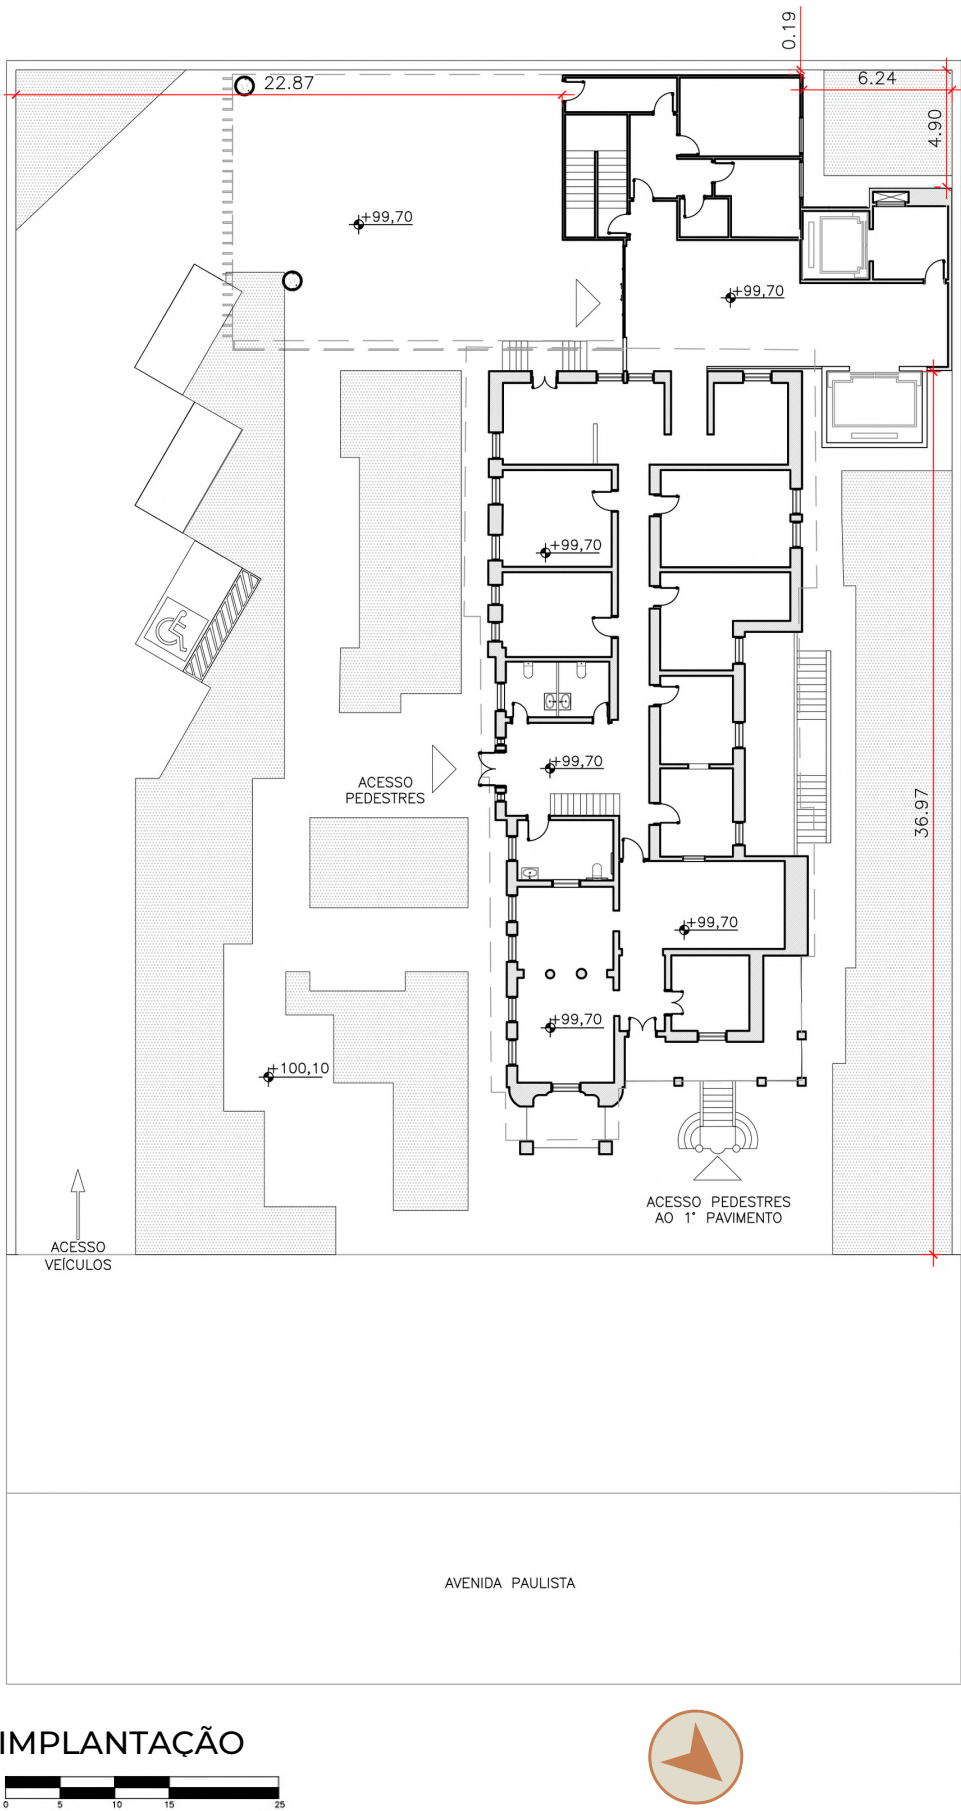 0.19
22.87
6.24
4.90
+99,70
+99,70
+99,70
+99,70
ACESSO
PEDESTRES
36.97
+99,70
+99,70
+100,10
ACESSO PEDESTRES
AO 1° PAVIMENTO
ACESSO
VEÍCULOS
AVENIDA PAULISTA
IMPLANTAÇÃO
0 5 10 15 25